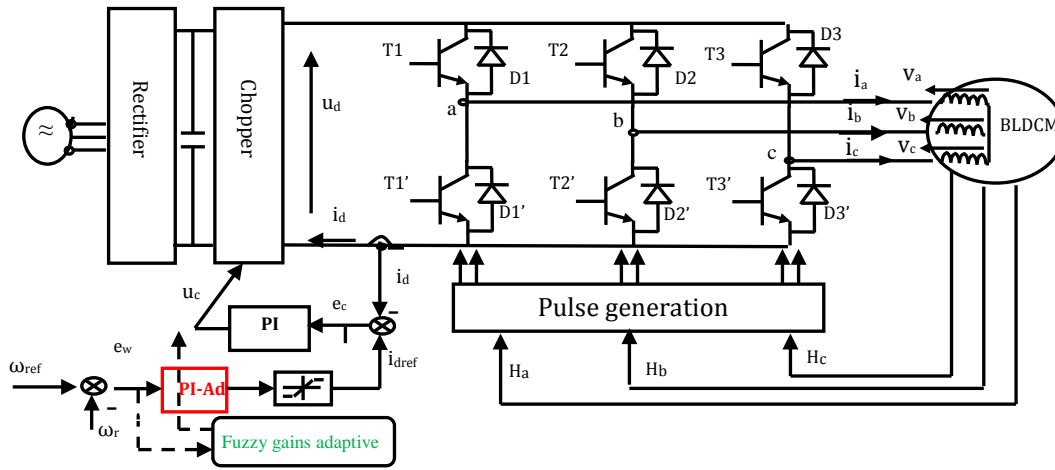 Rectifier
Chopper
u_d
i_d
T1
D1
T2
D2
T3
D3
a
b
c
i_a
i_b
i_c
v_a
v_b
v_c
BLDCM
T1’
D1’
T2’
D2’
T3’
D3’
≈
i_d
u_c
PI
e_c
-
i_dref
Pulse generation
H_a
H_b
H_c
ω_ref
e_w
-
ω_r
PI-Ad
Fuzzy gains adaptive